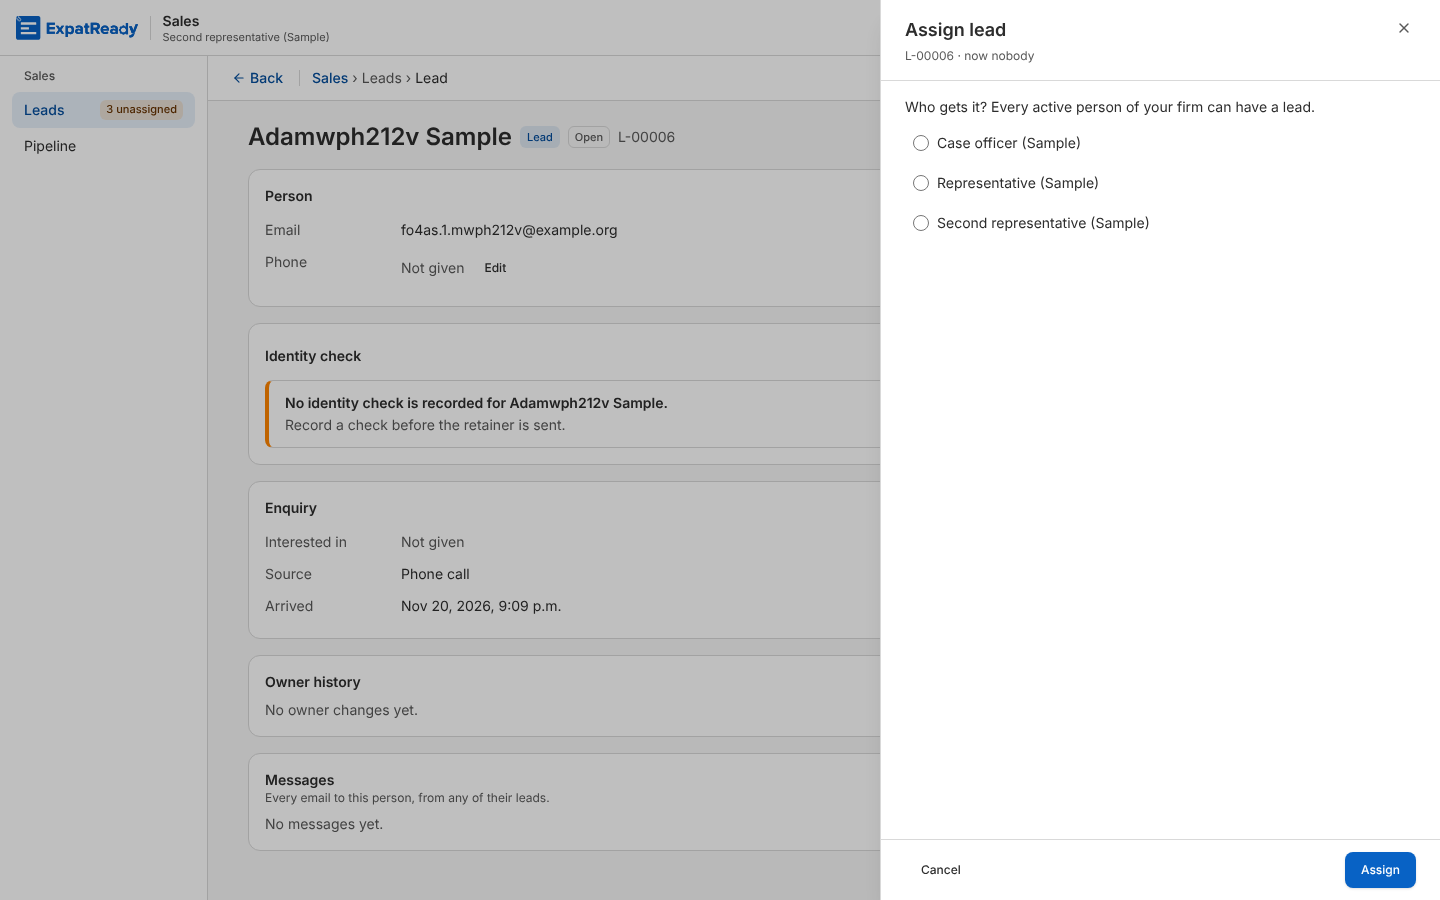 ExpatReady
Sales
Second representative (Sample)
Sales
Leads
3 unassigned
Pipeline
← Back
Sales › Leads › Lead
Adamwph212v Sample
Lead
Open
L-00006
Person
Email
fo4as.1.mwph212v@example.org
Phone
Not given
Edit
Identity check
No identity check is recorded for Adamwph212v Sample.
Record a check before the retainer is sent.
Enquiry
Interested in
Not given
Source
Phone call
Arrived
Nov 20, 2026, 9:09 p.m.
Owner history
No owner changes yet.
Messages
Every email to this person, from any of their leads.
No messages yet.
Assign lead
L-00006 · now nobody
Who gets it? Every active person of your firm can have a lead.
Case officer (Sample)
Representative (Sample)
Second representative (Sample)
Cancel
Assign